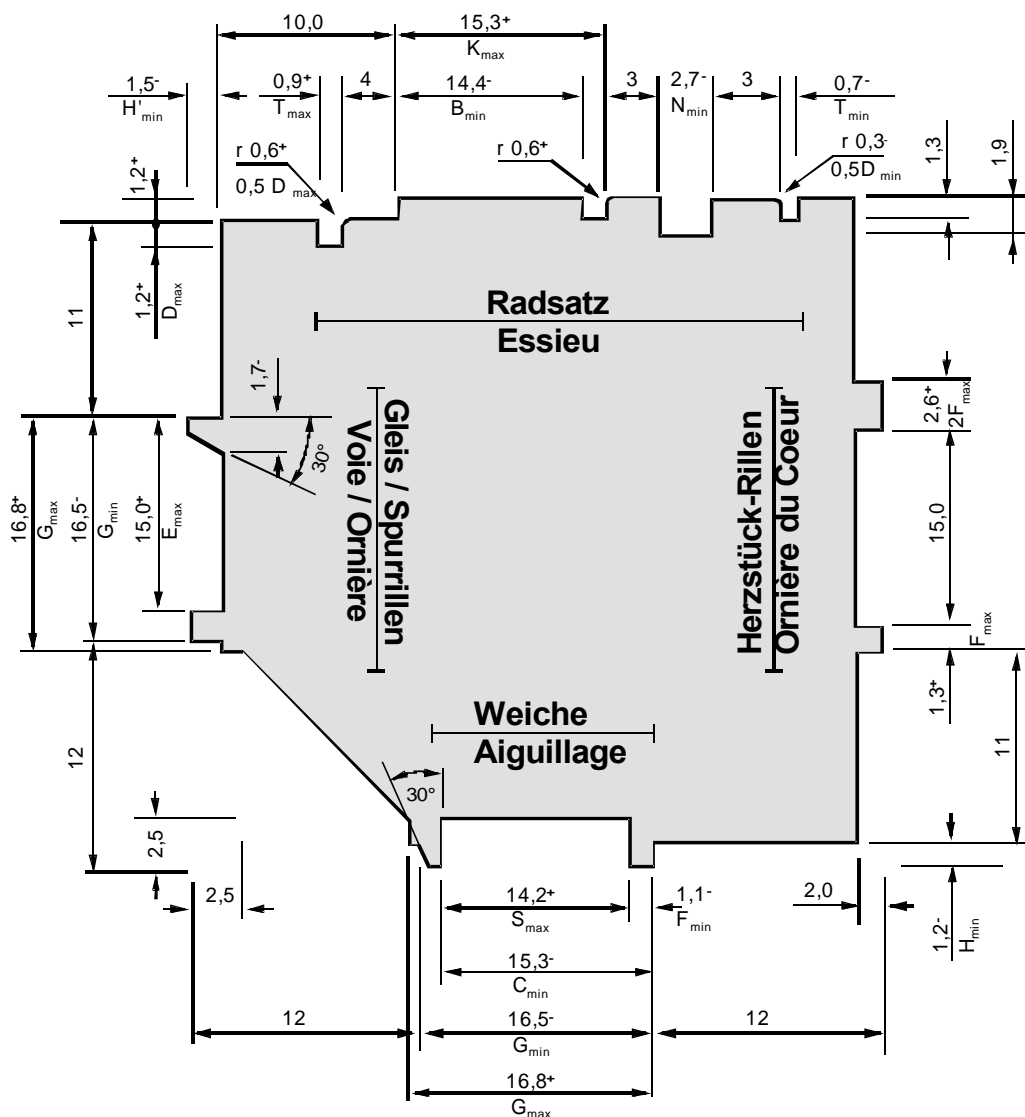 10,0
15,3+
Kmax
1,5-
H'min
0,9+
Tmax
4
14,4-
Bmin
3
2,7-
Nmin
3
0,7-
Tmin
r 0,6+
0,5 D max
r 0,6+
r 0,3-
0,5D min
1,3
1,9
1,2+
11
1,2+
Dmax
Radsatz
Essieu
1,7-
30°
Gleis / Spurrillen
Voie / Ornière
Herzstück-Rillen
Ornière du Coeur
2,6+
2Fmax
15,0
Fmax
1,3+
11
16,8+
Gmax
16,5-
Gmin
15,0+
Emax
12
2,5
Weiche
Aiguillage
30°
2,5
14,2+
Smax
1,1-
Fmin
2,0
1,2-
Hmin
15,3-
Cmin
12
16,5-
Gmin
12
16,8+
Gmax